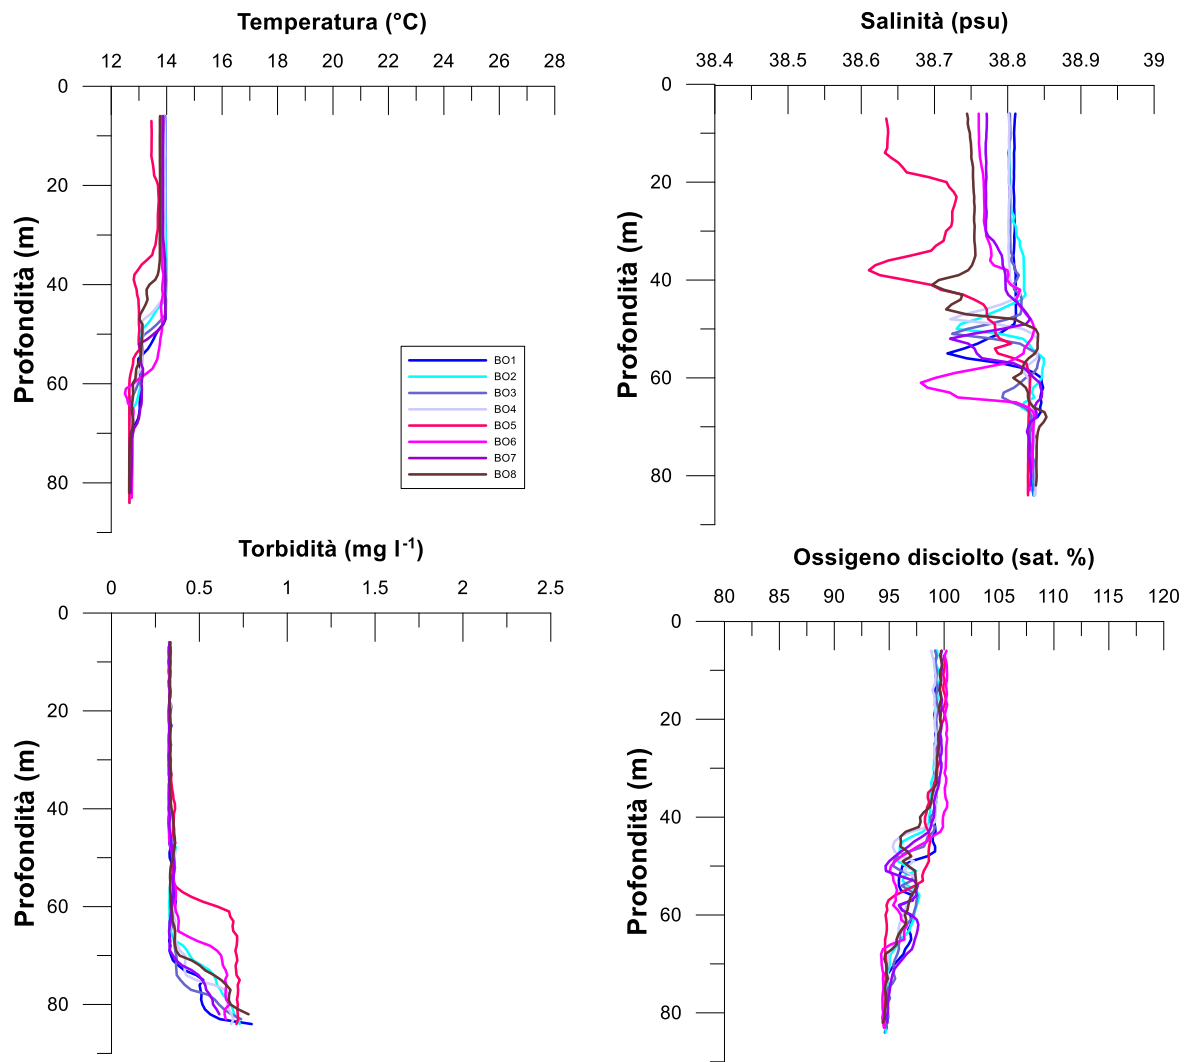 Temperatura (°C)
12 14 16 18 20 22 24 26 28
0
20
40
60
80
Profondità (m)
BO1
BO2
BO3
BO4
BO5
BO6
BO7
BO8
Salinità (psu)
38.4 38.5 38.6 38.7 38.8 38.9 39
0
20
40
60
80
Profondità (m)
Torbidità (mg l-1)
0 0.5 1 1.5 2 2.5
0
20
40
60
80
Profondità (m)
Ossigeno disciolto (sat. %)
80 85 90 95 100 105 110 115 120
0
20
40
60
80
Profondità (m)